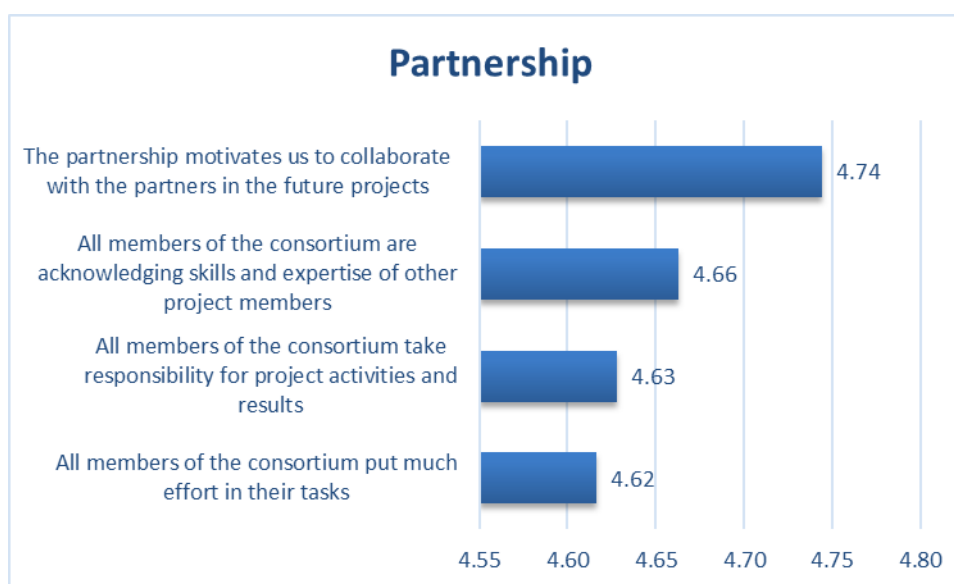 Partnership
The partnership motivates us to collaborate
with the partners in the future projects
4.74
All members of the consortium are
acknowledging skills and expertise of other
project members
4.66
All members of the consortium take
responsibility for project activities and
results
4.63
All members of the consortium put much
effort in their tasks
4.62
4.55 4.60 4.65 4.70 4.75 4.80